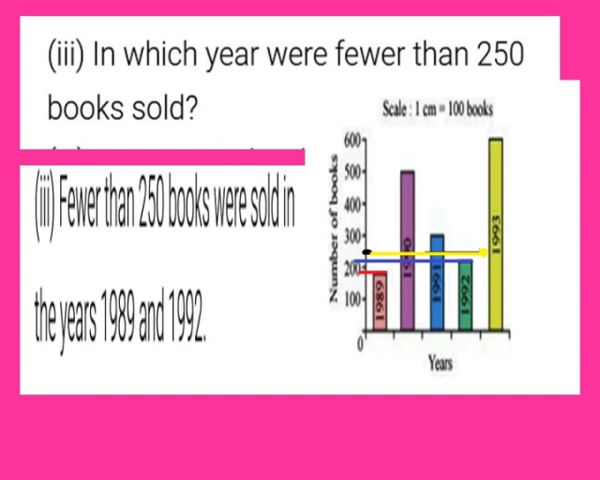 (iii) In which year were fewer than 250
books sold?
(iii) Fewer than 250 books were sold in
the years 1989 and 1992.
Scale : 1 cm = 100 books
Number of books
600
500
400
300
200
100
0
1989
1990
1991
1992
1993
Years